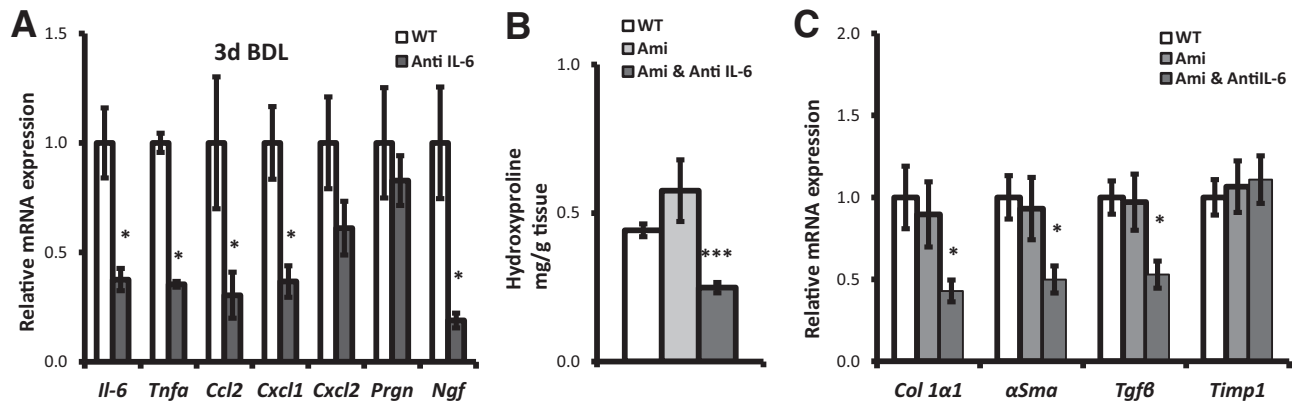 A
3d BDL
WT
Anti IL-6
Relative mRNA expression
1.5
1.0
0.5
0.0
* * * * *
Il-6 Tnfa Ccl2 Cxcl1 Cxcl2 Prgn Ngf
B
WT
Ami
Ami & Anti IL-6
Hydroxyproline
mg/g tissue
1.0
0.5
0.0
***
C
WT
Ami
Ami & AntiIL-6
Relative mRNA expression
2.0
1.5
1.0
0.5
0.0
* * *
Col 1α1 αSma Tgfβ Timp1